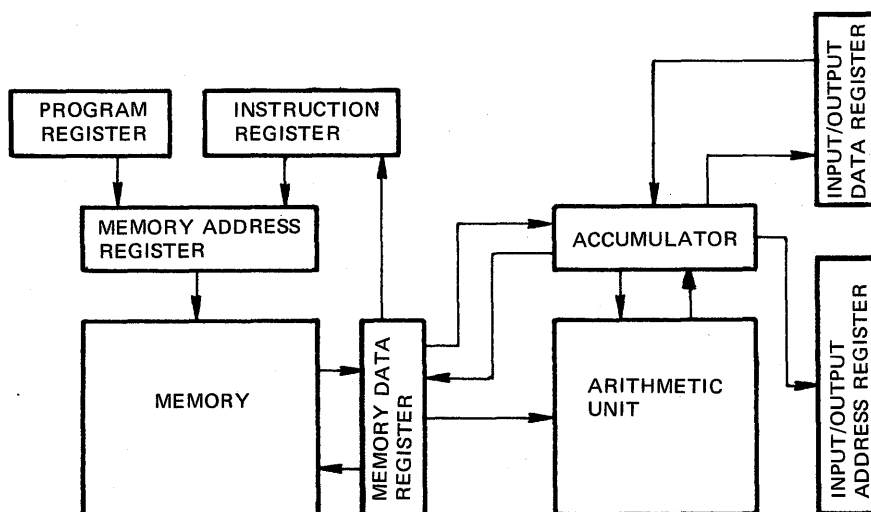 PROGRAM
REGISTER
INSTRUCTION
REGISTER
INPUT/OUTPUT
DATA REGISTER
MEMORY ADDRESS
REGISTER
ACCUMULATOR
MEMORY
MEMORY DATA
REGISTER
ARITHMETIC
UNIT
INPUT/OUTPUT
ADDRESS REGISTER